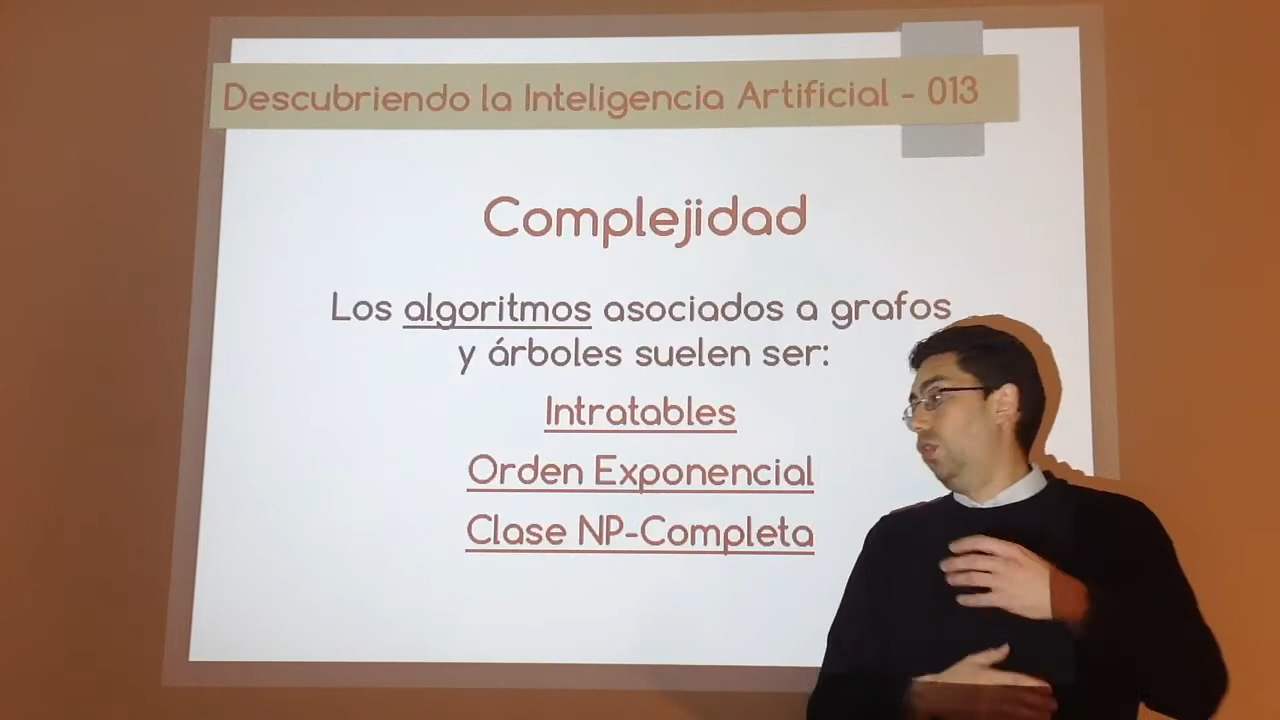 Descubriendo la Inteligencia Artificial - 013
Complejidad
Los algoritmos asociados a grafos
y árboles suelen ser:
Intratables
Orden Exponencial
Clase NP-Completa